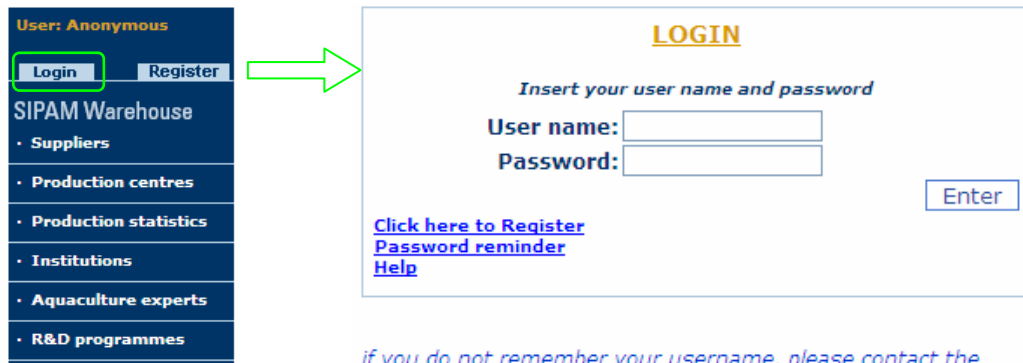 User: Anonymous
Login Register
SIPAM Warehouse
· Suppliers
· Production centres
· Production statistics
· Institutions
· Aquaculture experts
· R&D programmes
LOGIN
Insert your user name and password
User name:
Password:
Enter
Click here to Register
Password reminder
Help
if you do not remember your username, please contact the